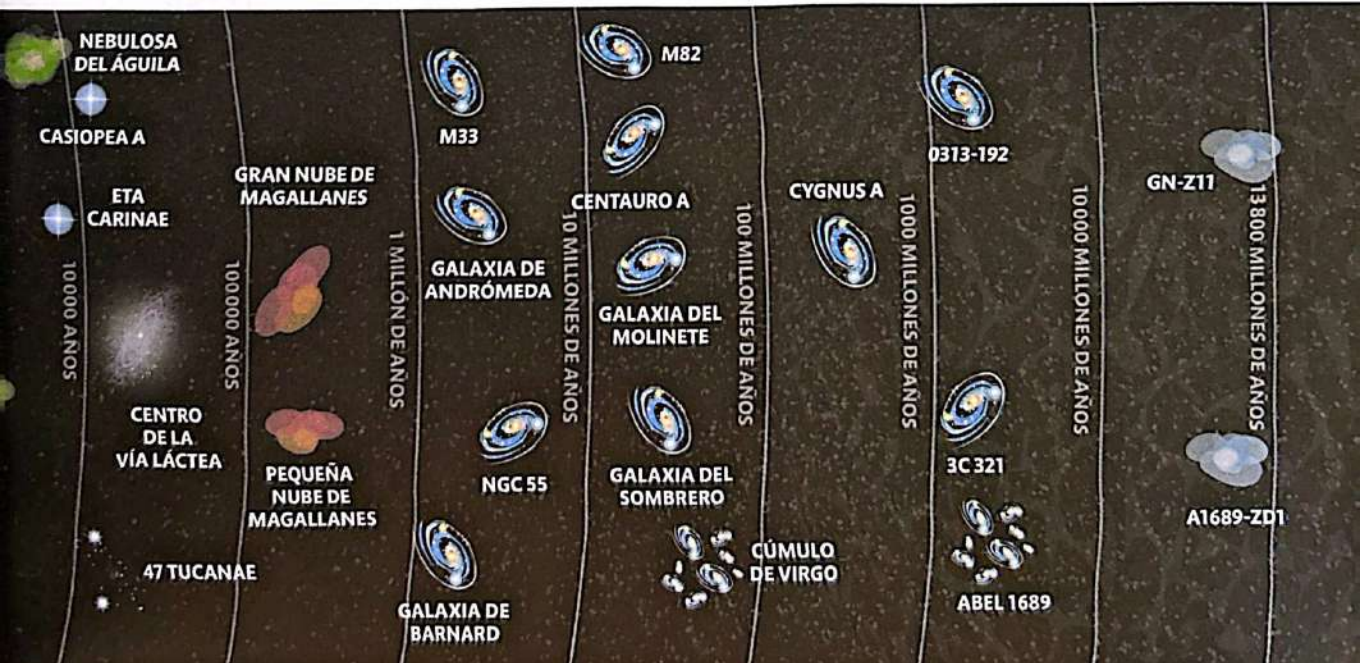 NEBULOSA
DEL ÁGUILA
CASIOPEA A
ETA
CARINAE
10000 AÑOS
CENTRO
DE LA
VÍA LÁCTEA
47 TUCANAE
100000 AÑOS
GRAN NUBE DE
MAGALLANES
PEQUEÑA
NUBE DE
MAGALLANES
1 MILLÓN DE AÑOS
M33
GALAXIA DE
ANDRÓMEDA
NGC 55
GALAXIA DE
BARNARD
10 MILLONES DE AÑOS
M82
CENTAURO A
GALAXIA DEL
MOLINETE
GALAXIA DEL
SOMBRERO
CÚMULO
DE VIRGO
100 MILLONES DE AÑOS
CYGNUS A
1000 MILLONES DE AÑOS
0313-192
3C 321
ABEL 1689
10000 MILLONES DE AÑOS
GN-Z11
A1689-ZD1
13 800 MILLONES DE AÑOS